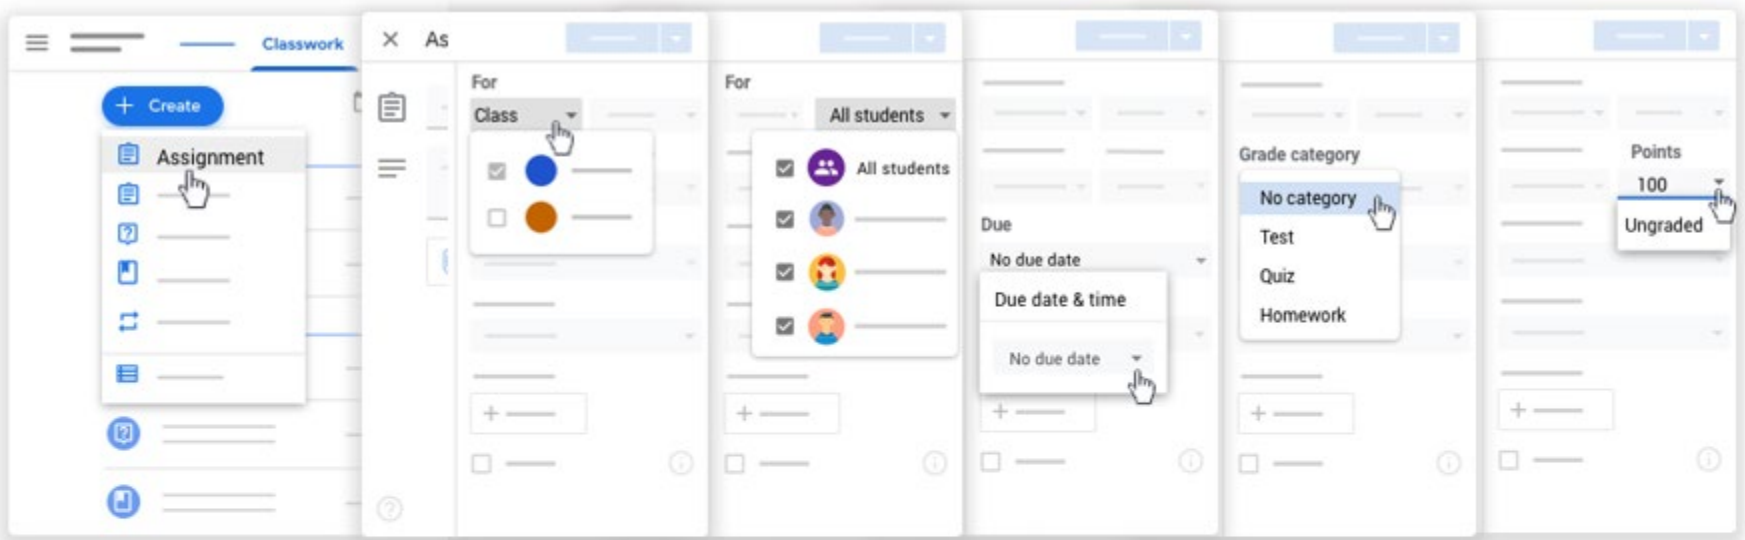 Classwork
Create
Assignment
As
For
Class
For
All students
All students
Due
No due date
Due date & time
No due date
Grade category
No category
Test
Quiz
Homework
Points
100
Ungraded